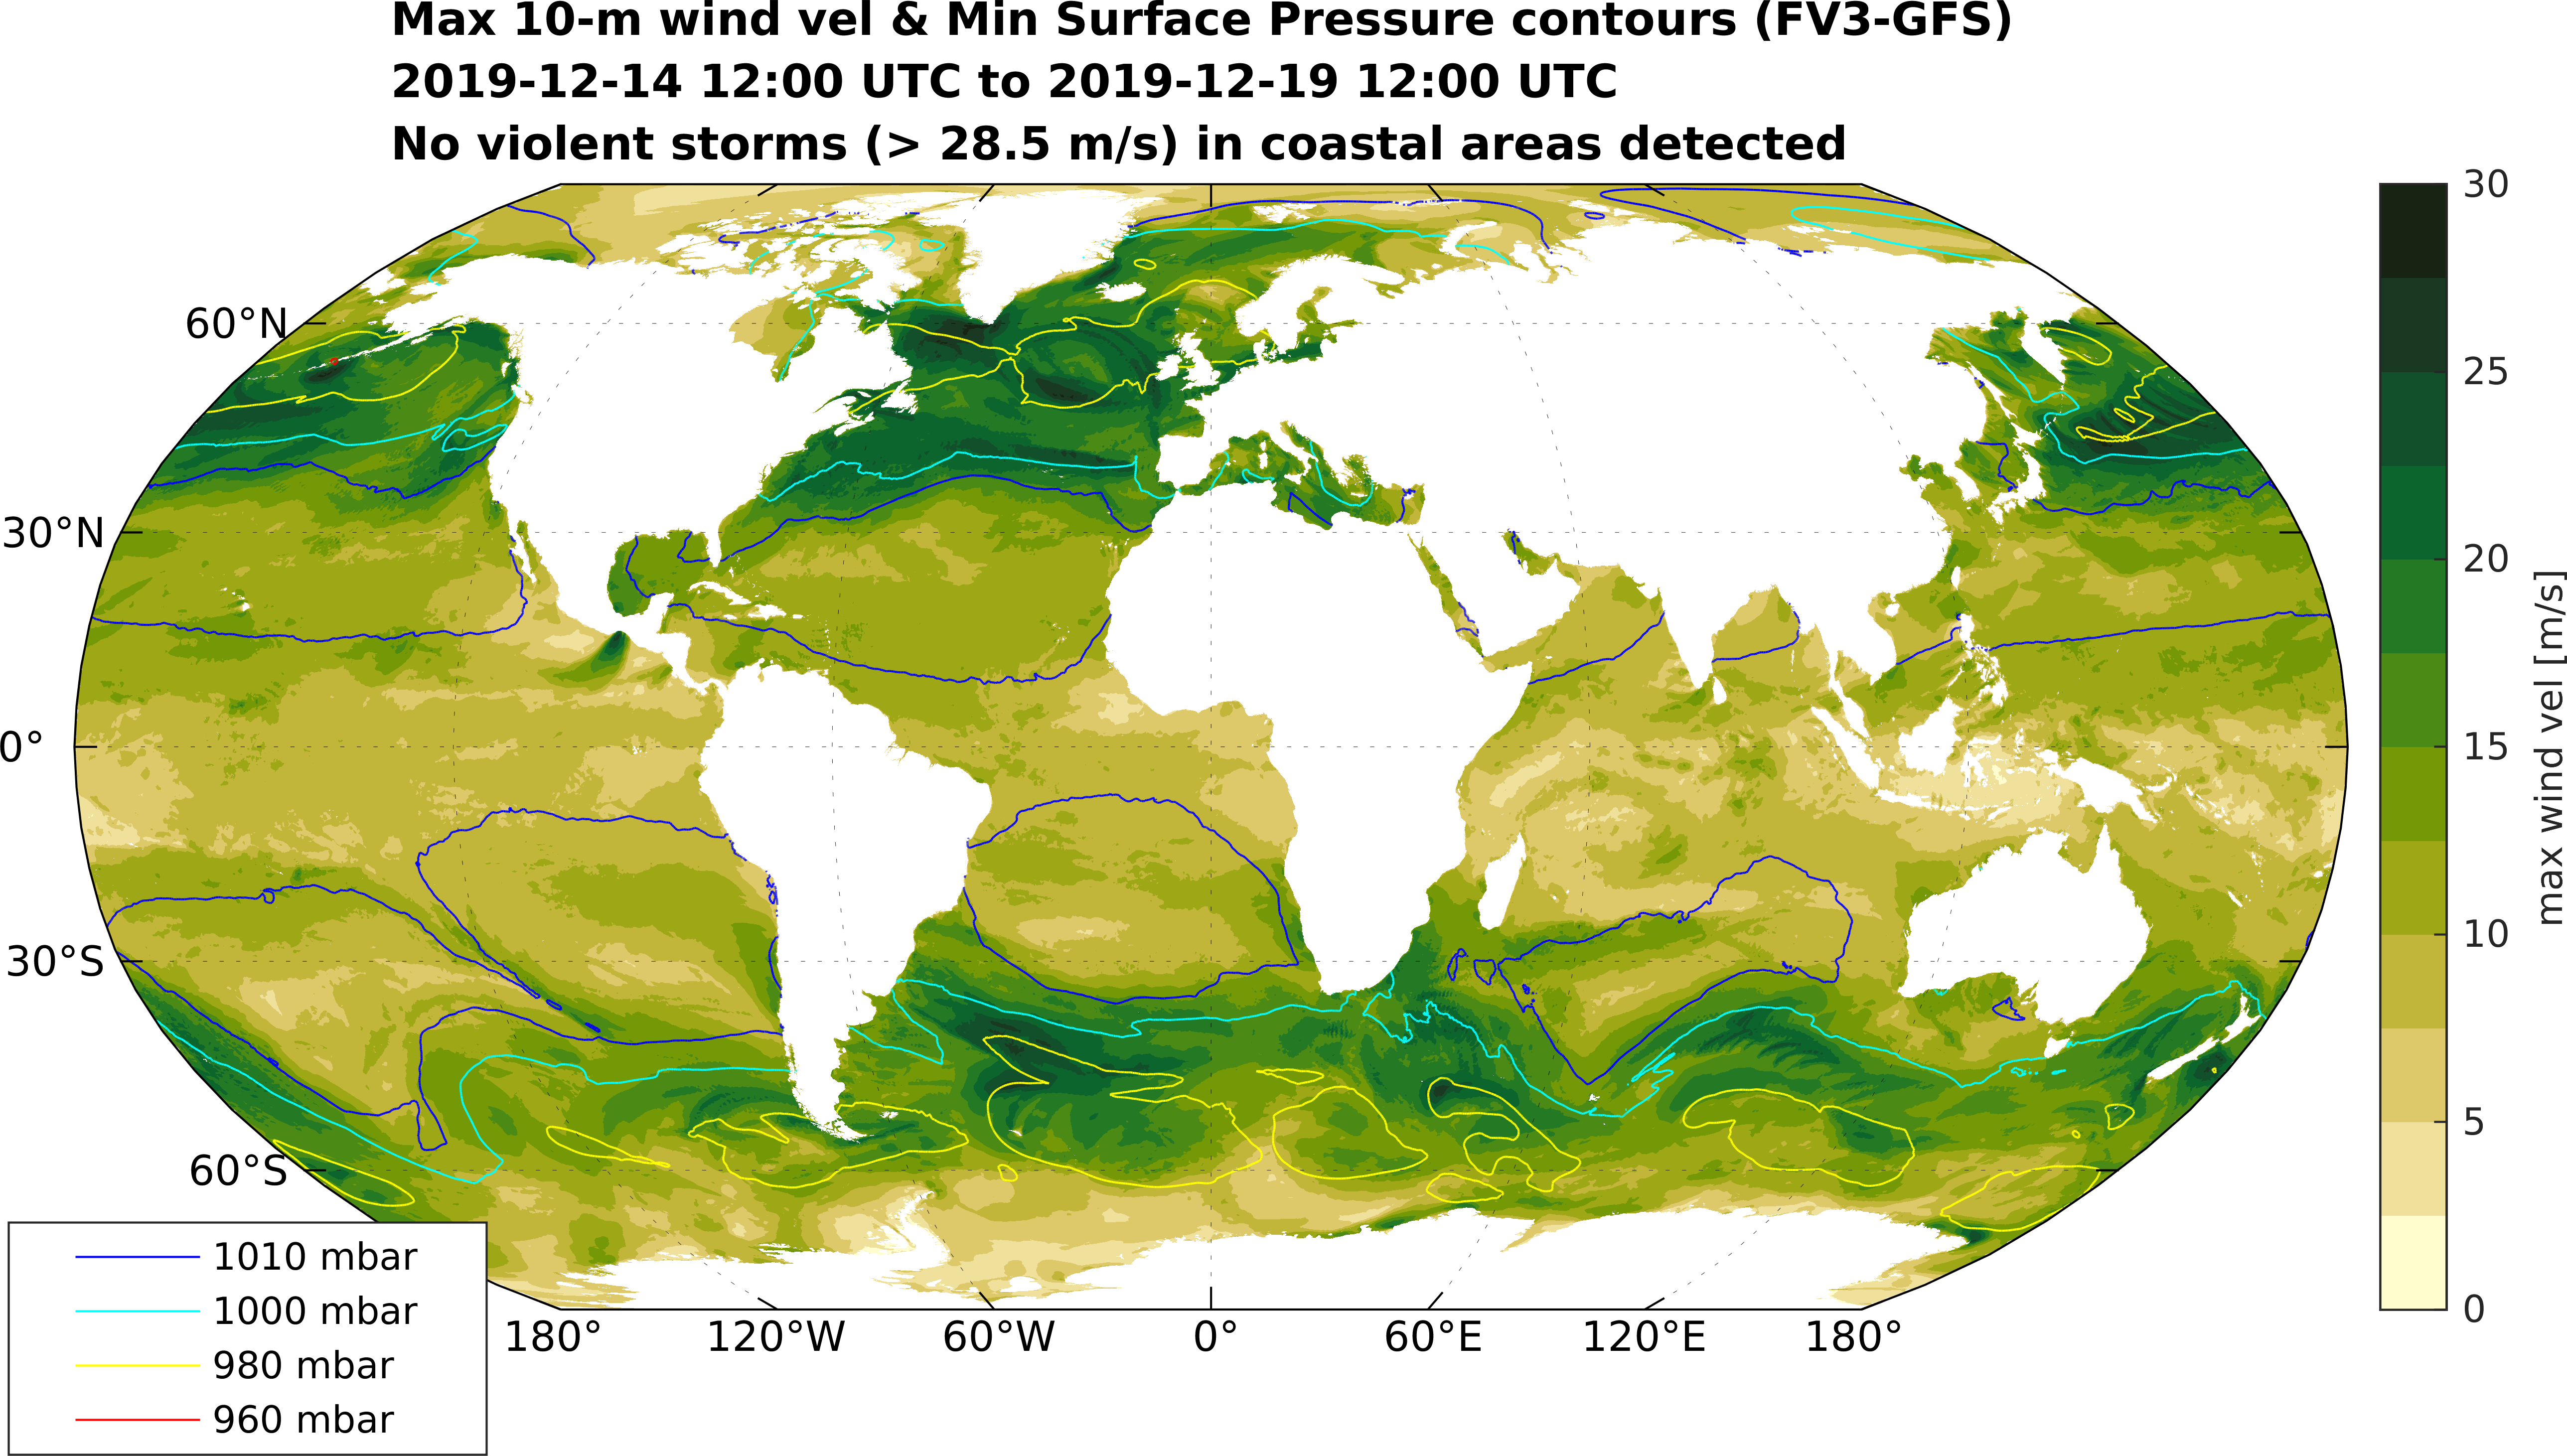 Max 10-m wind vel & Min Surface Pressure contours (FV3-GFS)
2019-12-14 12:00 UTC to 2019-12-19 12:00 UTC
No violent storms (> 28.5 m/s) in coastal areas detected
60°N
30°N
0°
30°S
60°S
180°
120°W
60°W
0°
60°E
120°E
180°
30
25
20
15
10
5
0
max wind vel [m/s]
1010 mbar
1000 mbar
980 mbar
960 mbar